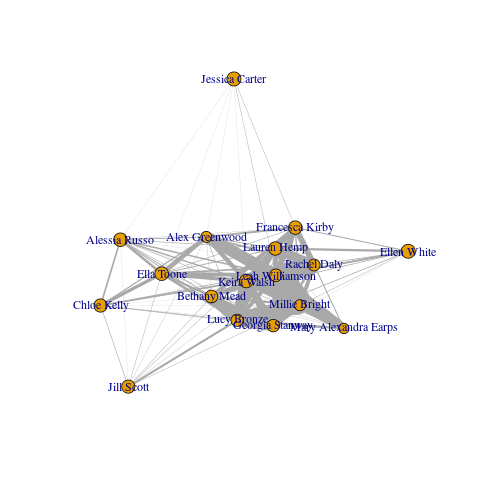 Jessica Carter
Francesca Kirby
Alex Greenwood
Alessia Russo
Lauren Hemp
Ellen White
Rachel Daly
Ella Toone
Leah Williamson
Keira Walsh
Bethany Mead
Chloe Kelly
Millie Bright
Lucy Bronze
Georgia Stanway
Mary Alexandra Earps
Jill Scott